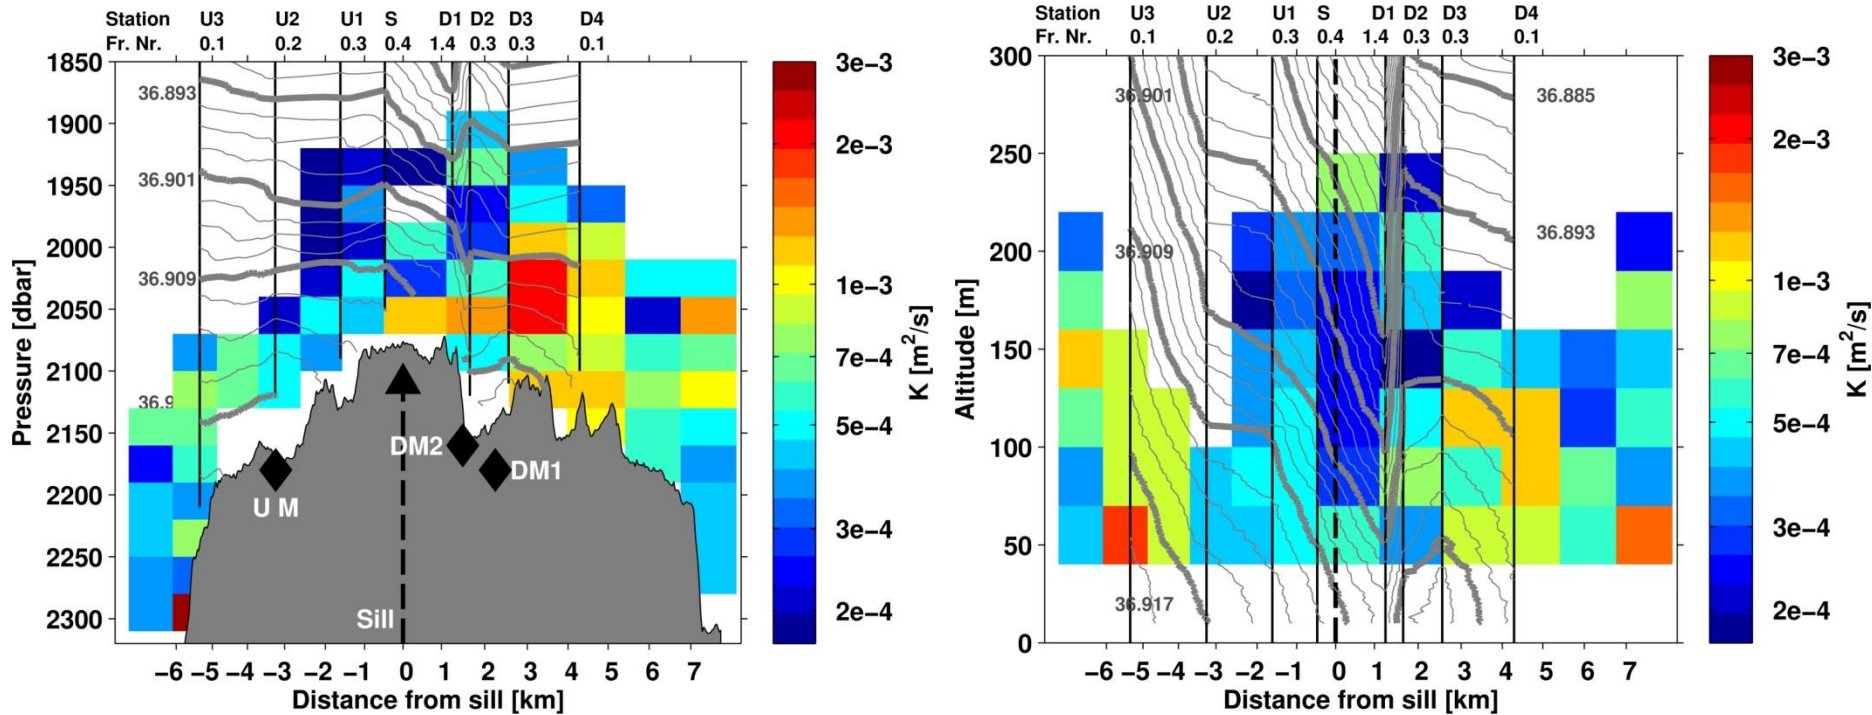 Station U3 U2 U1 S D1 D2 D3 D4
Fr. Nr. 0.1 0.2 0.3 0.4 1.4 0.3 0.3 0.1
1850
1900
1950
2000
2050
2100
2150
2200
2250
2300
Pressure [dbar]
36.893
36.901
36.909
36.9
DM2
DM1
U M
Sill
−6 −5 −4 −3 −2 −1 0 1 2 3 4 5 6 7
Distance from sill [km]
3e−3
2e−3
1e−3
7e−4
5e−4
3e−4
2e−4
K [m²/s]
Station U3 U2 U1 S D1 D2 D3 D4
Fr. Nr. 0.1 0.2 0.3 0.4 1.4 0.3 0.3 0.1
300
250
200
150
100
50
0
Altitude [m]
36.901
36.885
36.909
36.893
36.917
−6 −5 −4 −3 −2 −1 0 1 2 3 4 5 6 7
Distance from sill [km]
3e−3
2e−3
1e−3
7e−4
5e−4
3e−4
2e−4
K [m²/s]